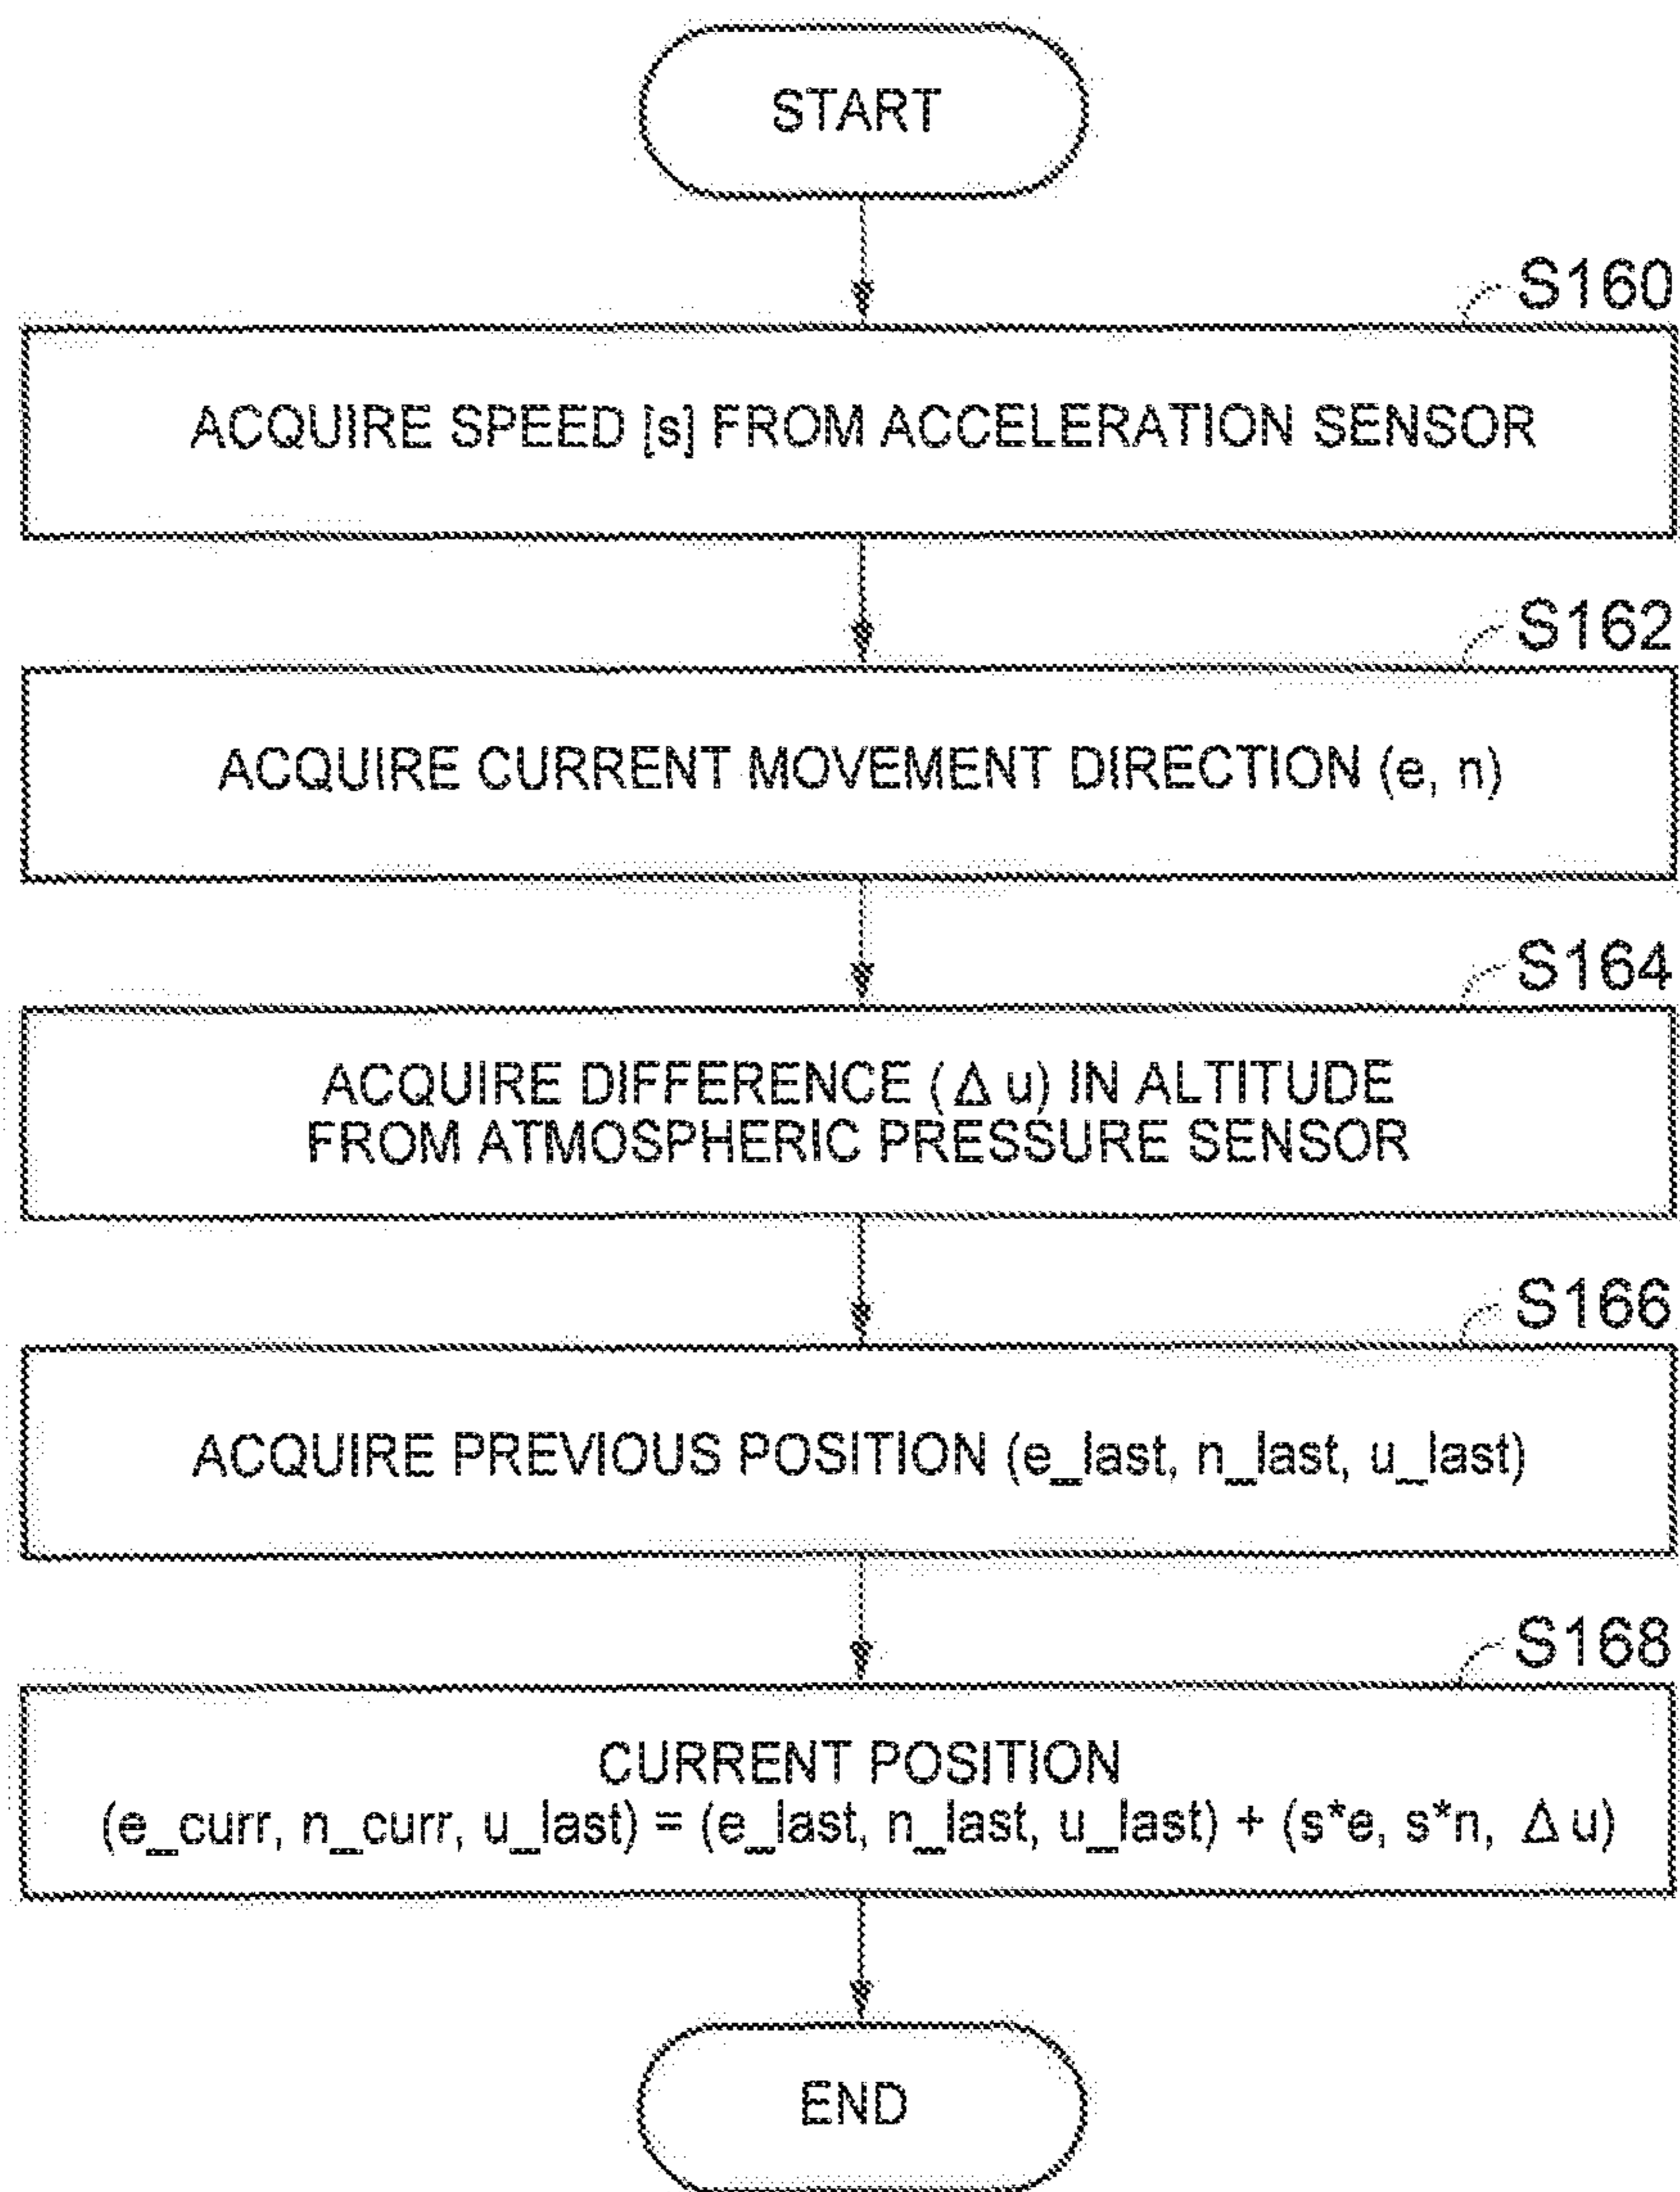 START
S160
ACQUIRE SPEED [s] FROM ACCELERATION SENSOR
S162
ACQUIRE CURRENT MOVEMENT DIRECTION (e, n)
S164
ACQUIRE DIFFERENCE (Δu) IN ALTITUDE
FROM ATMOSPHERIC PRESSURE SENSOR
S166
ACQUIRE PREVIOUS POSITION (e_last, n_last, u_last)
S168
CURRENT POSITION
(e_curr, n_curr, u_last) = (e_last, n_last, u_last) + (s*e, s*n, Δu)
END